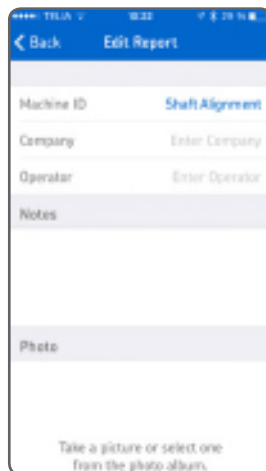 TELIA
< Back Edit Report
Machine ID Shaft Alignment
Company Enter Company
Operator Enter Operator
Notes
Photo
Take a picture or select one
from the photo album.